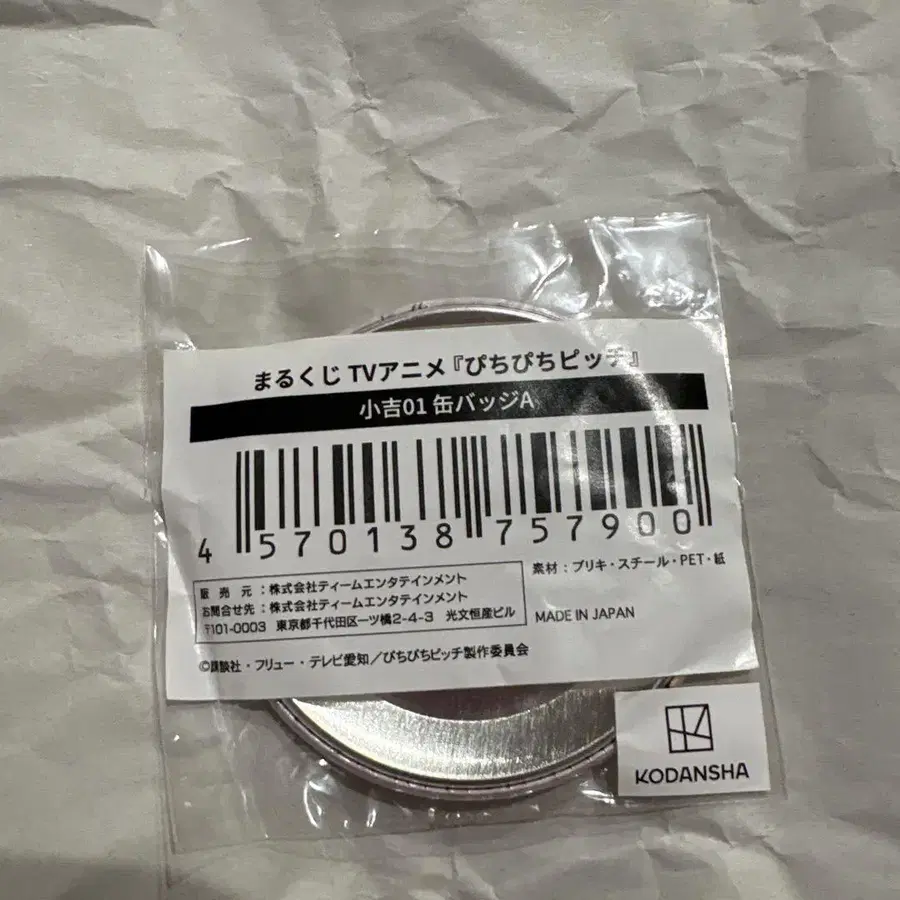 まるくじ TVアニメ『ぴちぴちピッチ』
小吉01 缶バッジA
4 570138 757900
販売元：株式会社ティームエンタテインメント
お問合せ先：株式会社ティームエンタテインメント
〒101-0003 東京都千代田区一ツ橋2-4-3 光文恒産ビル
素材：ブリキ・スチール・PET・紙
MADE IN JAPAN
©講談社・フリュー・テレビ愛知／ぴちぴちピッチ製作委員会
KODANSHA